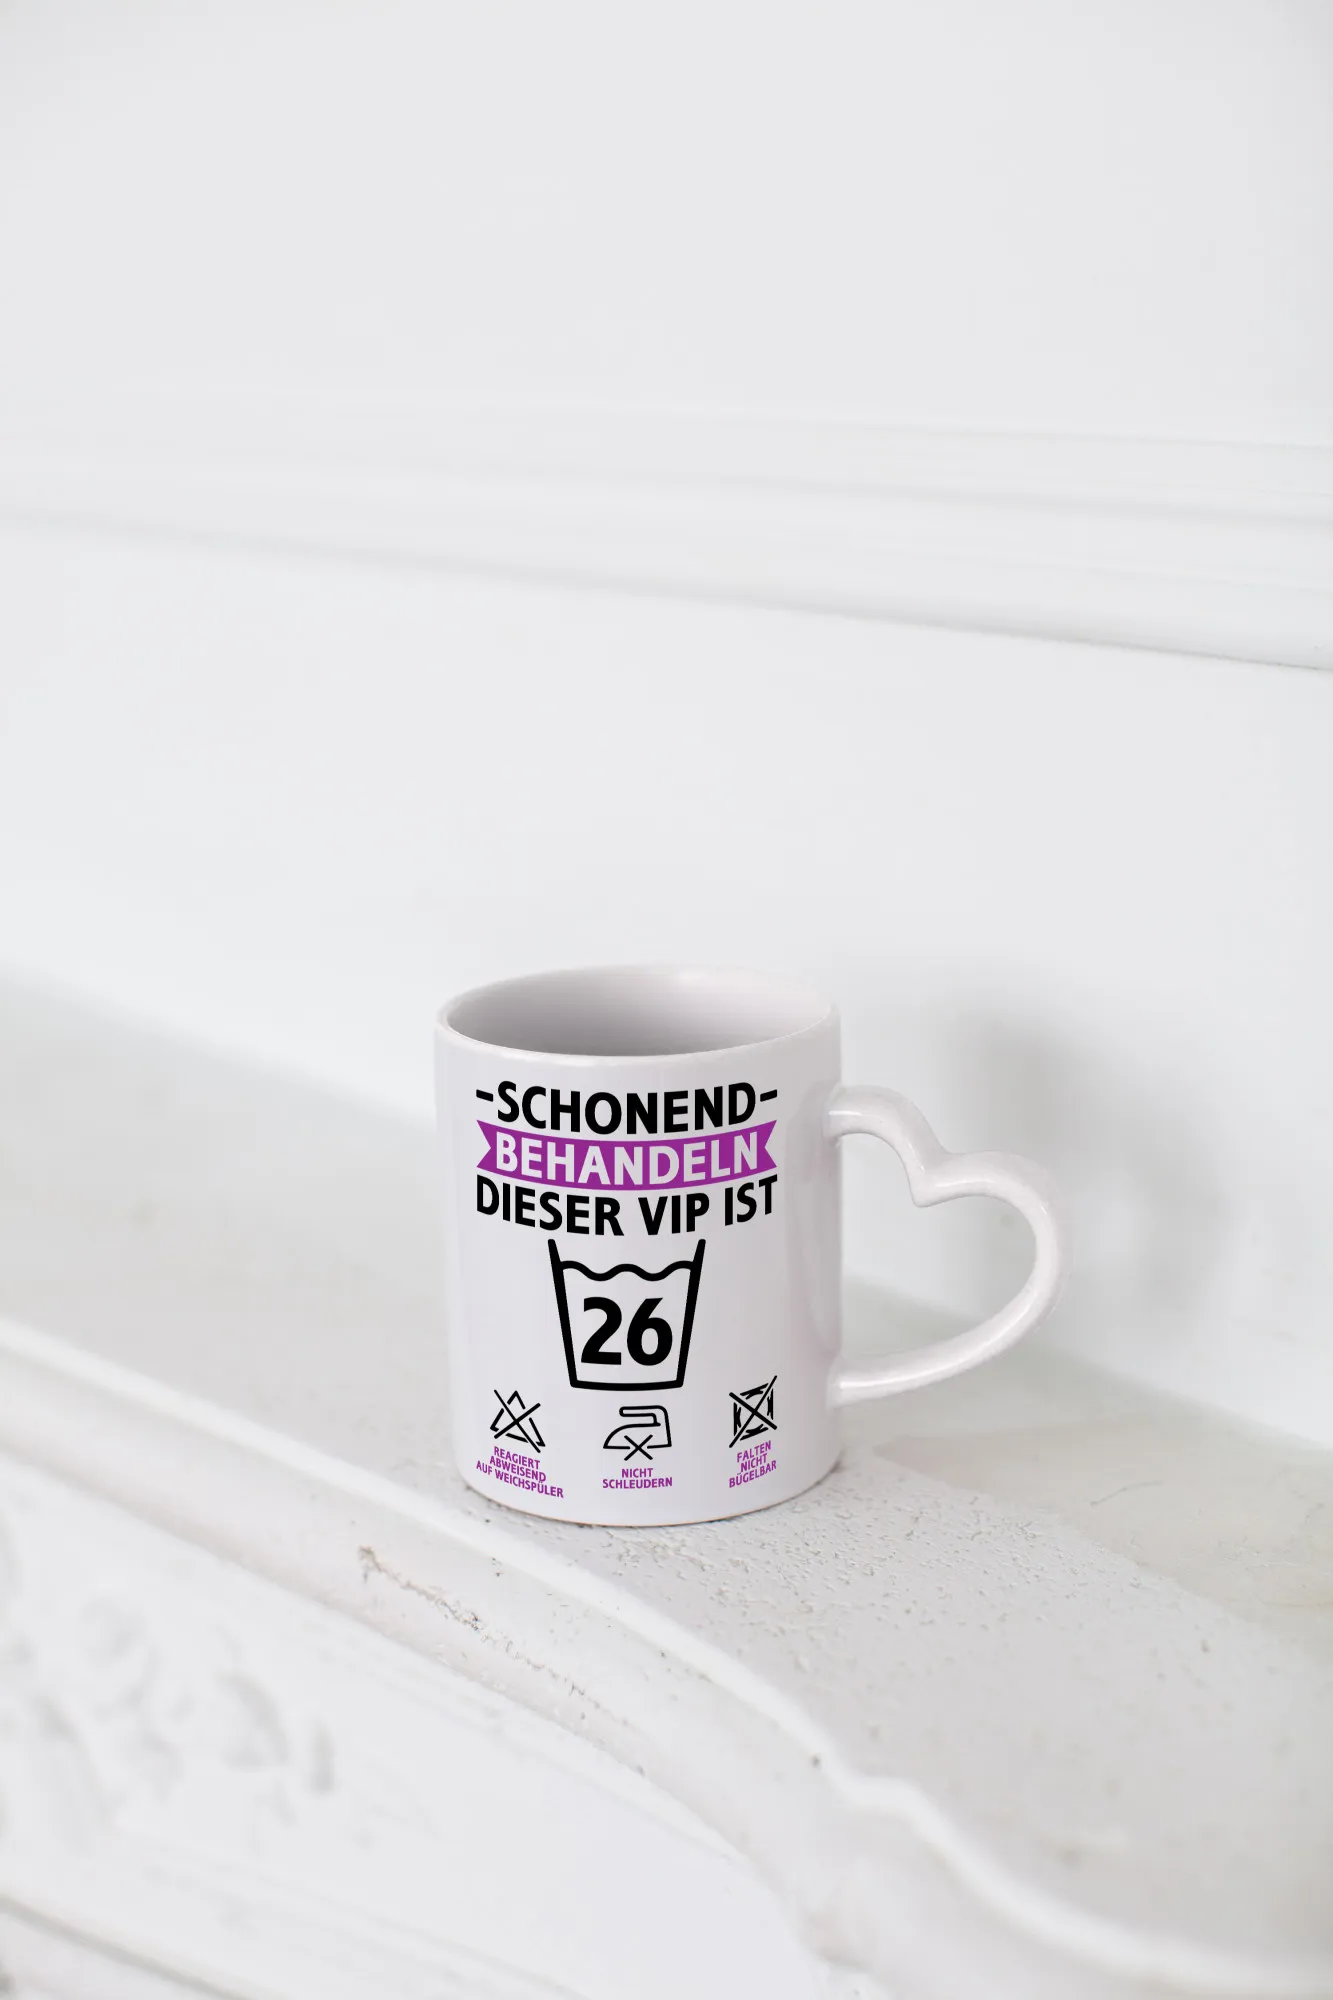 -SCHONEND-
BEHANDELN
DIESER VIP IST
26
REAGIERT
ABWEISEND
AUF WEICHSPÜLER
NICHT
SCHLEUDERN
FALTEN
NICHT
BÜGELBAR